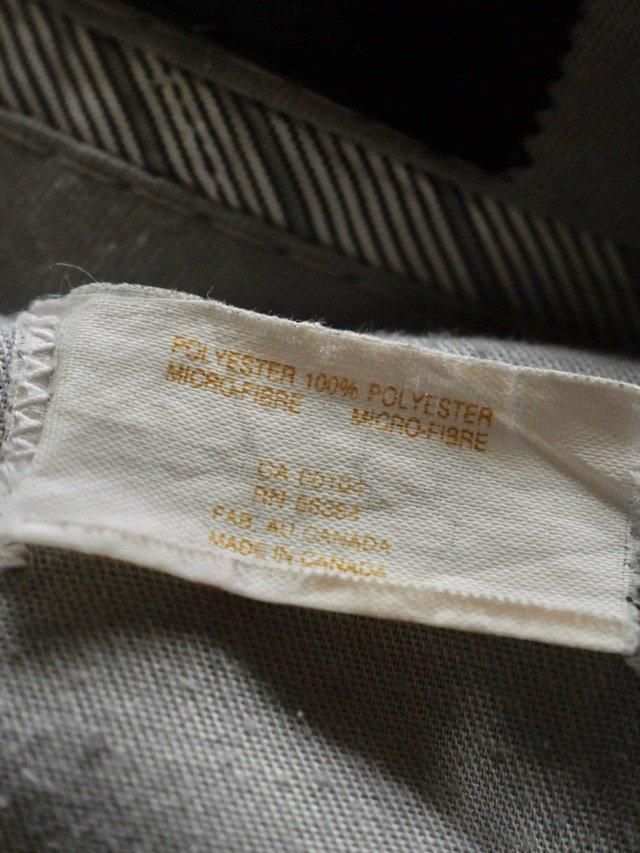 POLYESTER 100% POLYESTER
MICRO-FIBRE MICRO-FIBRE
CA
RN
FAB. AU CANADA
MADE IN CANADA